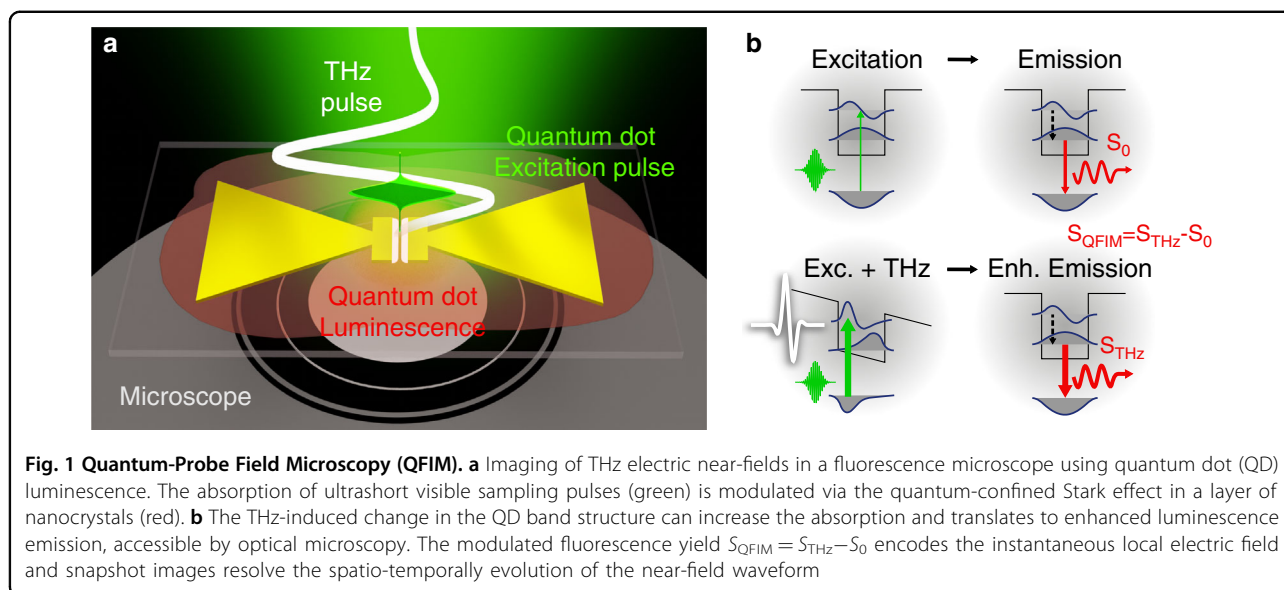 a
THz
pulse
Quantum dot
Excitation pulse
Quantum dot
Luminescence
Microscope
b
Excitation → Emission
S0
SQFIM=STHz-S0
Exc. + THz → Enh. Emission
STHz
Fig. 1 Quantum-Probe Field Microscopy (QFIM). a Imaging of THz electric near-fields in a fluorescence microscope using quantum dot (QD)
luminescence. The absorption of ultrashort visible sampling pulses (green) is modulated via the quantum-confined Stark effect in a layer of
nanocrystals (red). b The THz-induced change in the QD band structure can increase the absorption and translates to enhanced luminescence
emission, accessible by optical microscopy. The modulated fluorescence yield SQFIM = STHz−S0 encodes the instantaneous local electric field
and snapshot images resolve the spatio-temporally evolution of the near-field waveform